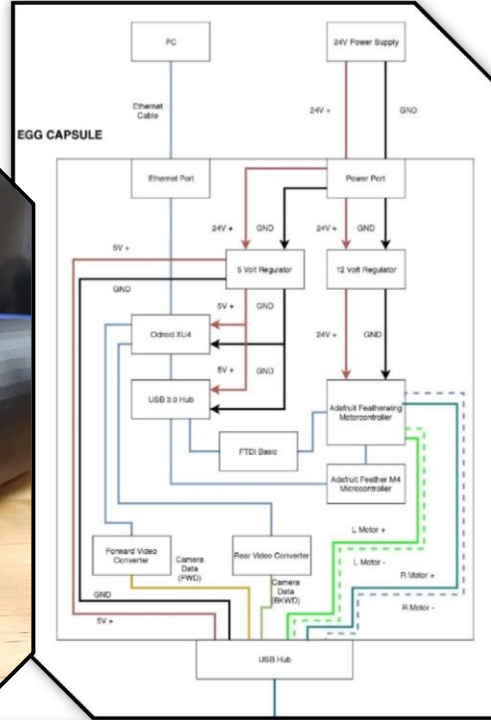 PC
24V Power Supply
Ethernet
Cable
24V +
GND
EGG CAPSULE
Ethernet Port
Power Port
24V +
GND
24V +
GND
5V +
5 Volt Regulator
12 Volt Regulator
GND
5V +
GND
24V +
GND
Odroid XU4
5V +
GND
USB 3.0 Hub
Adafruit Featherwing
Motorcontroller
FTDI Basic
Adafruit Feather M4
Microcontroller
L Motor +
Forward Video
Converter
Camera
Data
(FWD)
Rear Video Converter
L Motor -
R Motor +
Camera
Data
(BKWD)
GND
R Motor -
5V +
USB Hub